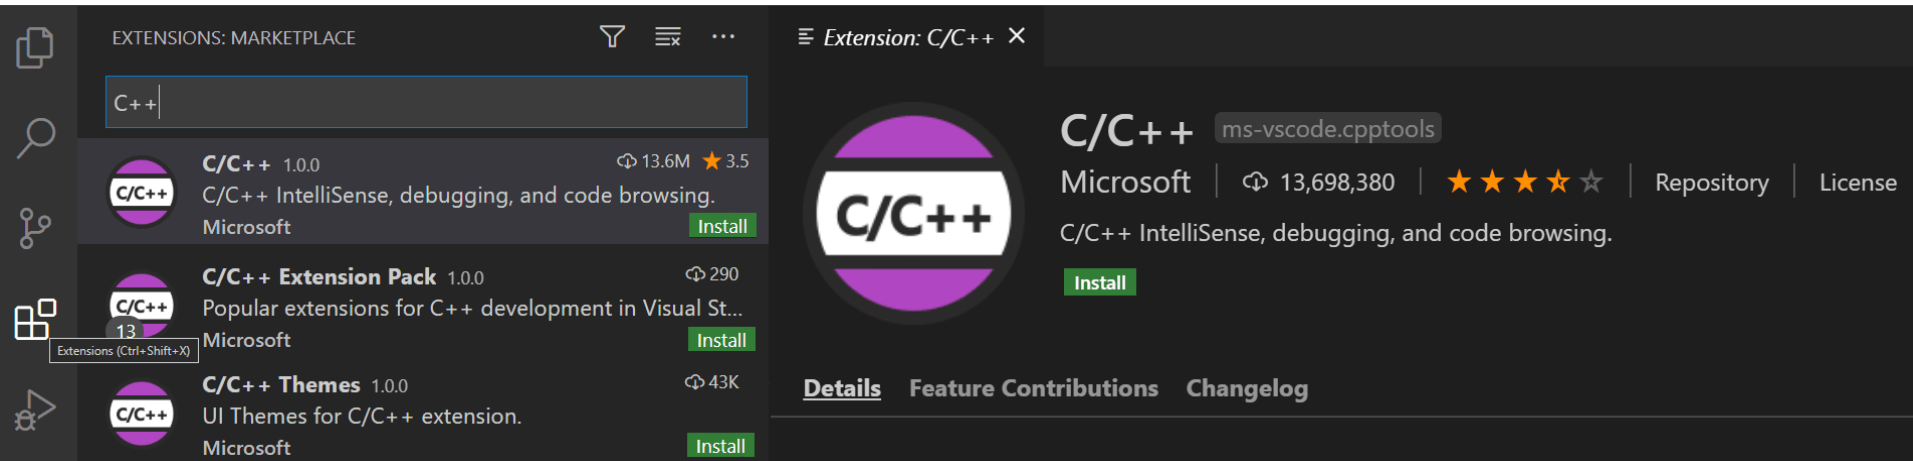 EXTENSIONS: MARKETPLACE
C++
C/C++
C/C++ 1.0.0 13.6M 3.5
C/C++ IntelliSense, debugging, and code browsing.
Microsoft Install
C/C++
13
C/C++ Extension Pack 1.0.0 290
Popular extensions for C++ development in Visual St...
Microsoft Install
Extensions (Ctrl+Shift+X)
C/C++
C/C++ Themes 1.0.0 43K
UI Themes for C/C++ extension.
Microsoft Install
Extension: C/C++
C/C++
C/C++ ms-vscode.cpptools
Microsoft 13,698,380 Repository License
C/C++ IntelliSense, debugging, and code browsing.
Install
Details Feature Contributions Changelog